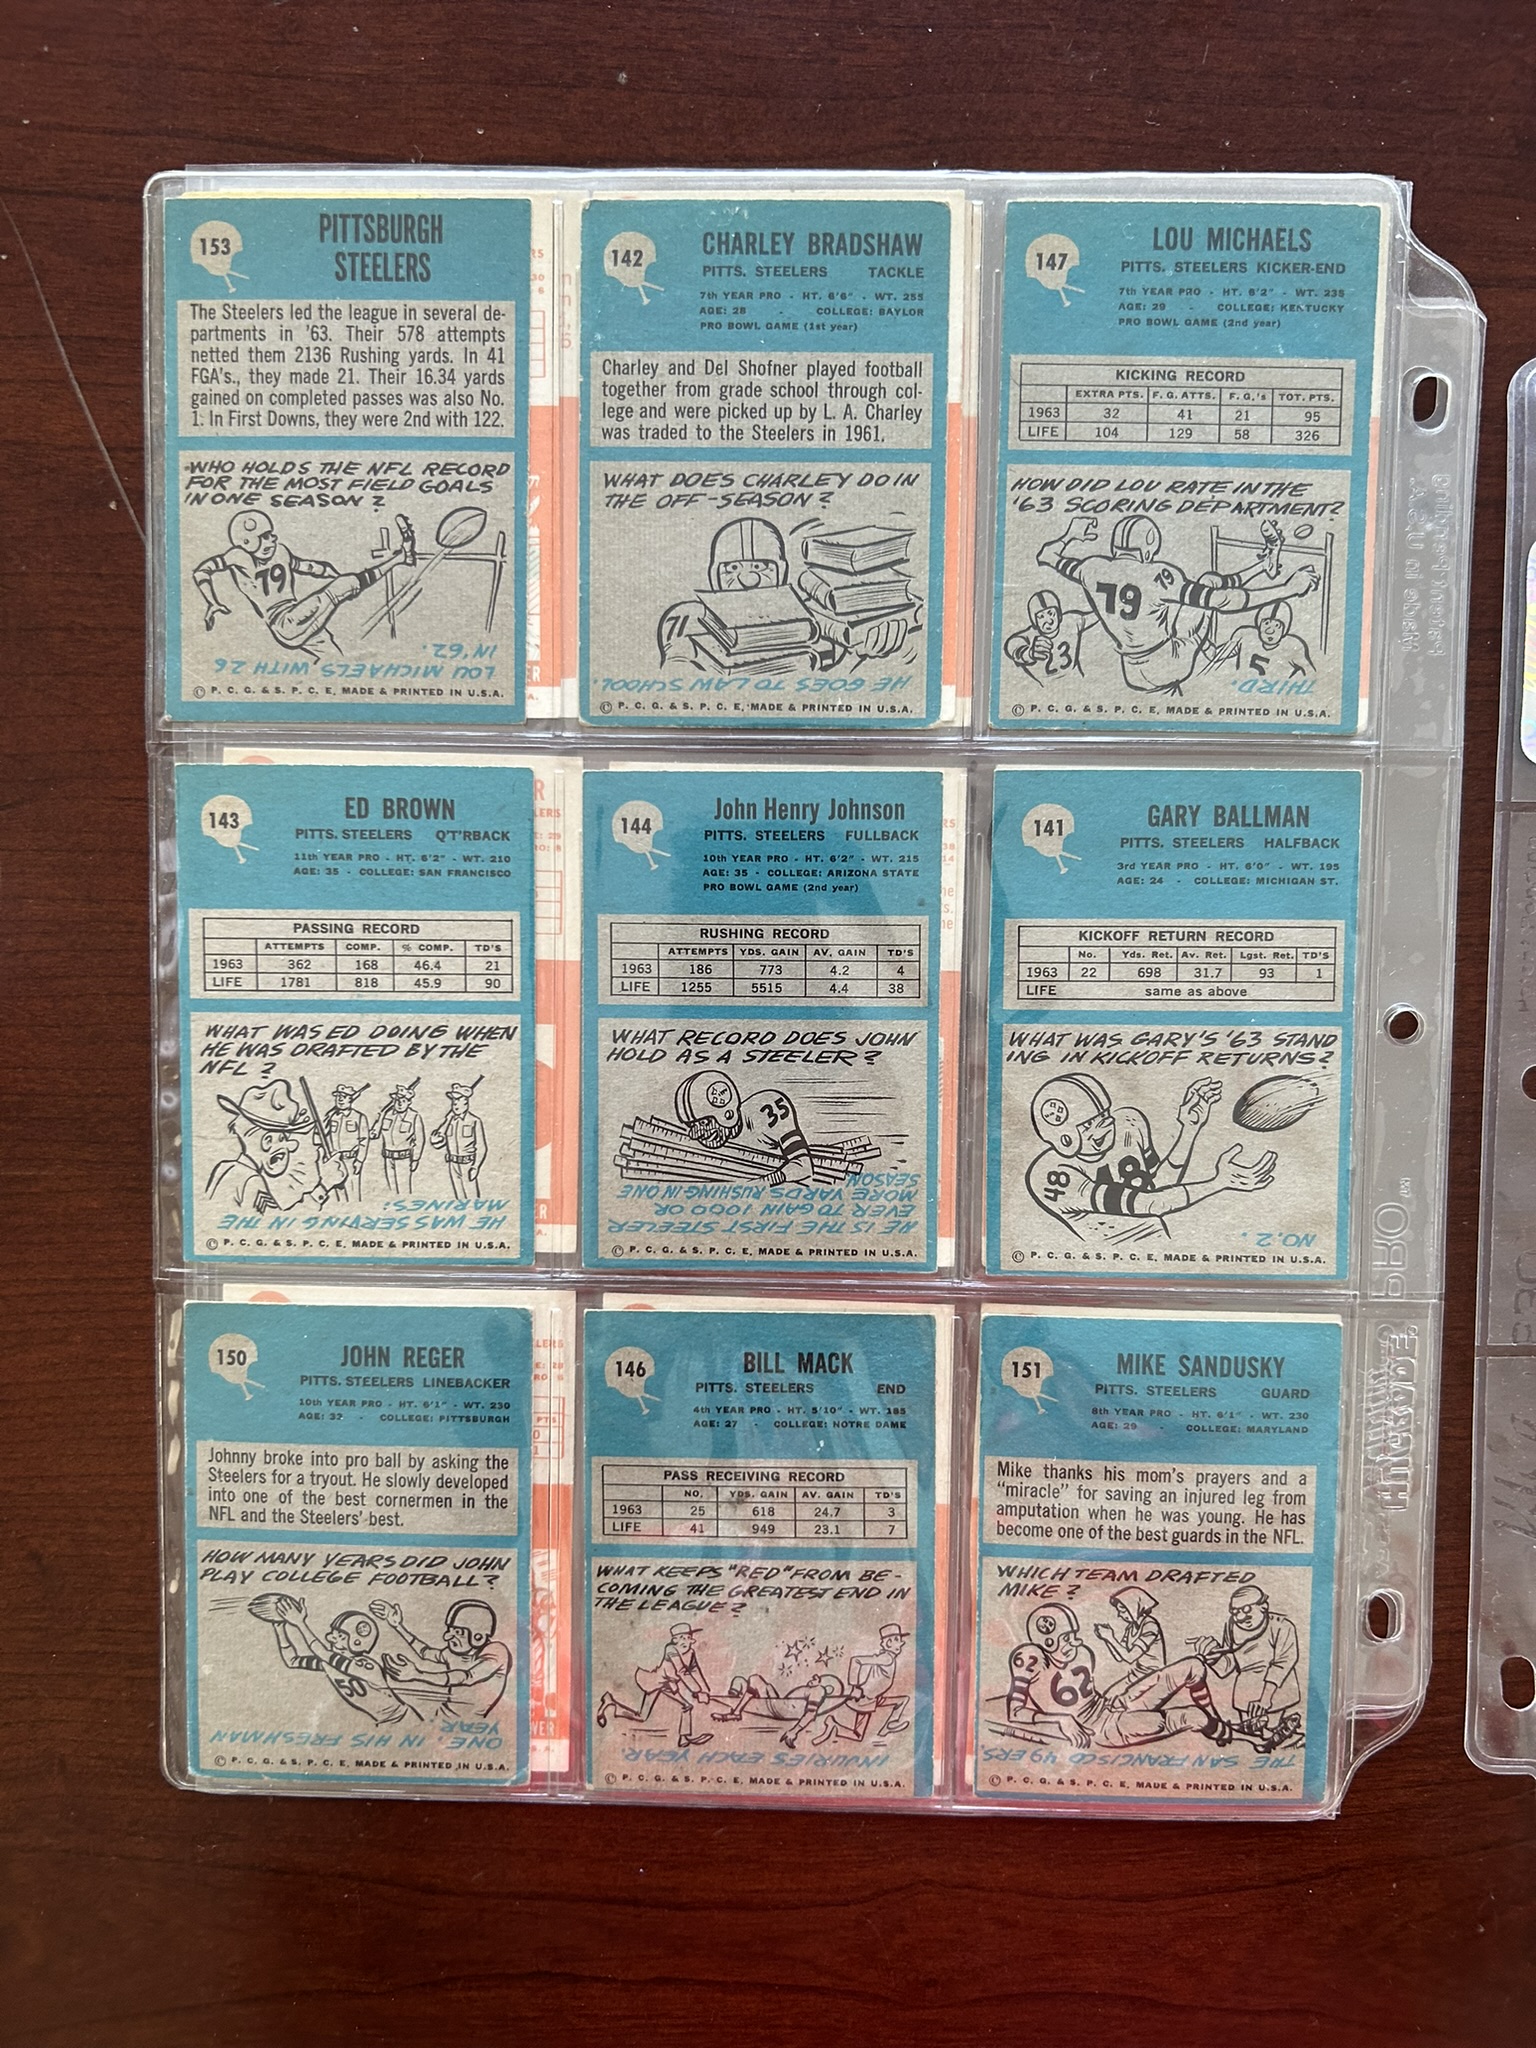 153
PITTSBURGH
STEELERS
The Steelers led the league in several de-
partments in '63. Their 578 attempts
netted them 2136 Rushing yards. In 41
FGA's., they made 21. Their 16.34 yards
gained on completed passes was also No.
1. In First Downs, they were 2nd with 122.
WHO HOLDS THE NFL RECORD
FOR THE MOST FIELD GOALS
IN ONE SEASON?
79
LOU MICHAELS WITH 26
IN '62.
© P. C. G. & S. P. C. E, MADE & PRINTED IN U.S.A.
142
CHARLEY BRADSHAW
PITTS. STEELERS TACKLE
7th YEAR PRO - HT. 6'6" - WT. 255
AGE: 28 - COLLEGE: BAYLOR
PRO BOWL GAME (1st year)
Charley and Del Shofner played football
together from grade school through col-
lege and were picked up by L. A. Charley
was traded to the Steelers in 1961.
WHAT DOES CHARLEY DO IN
THE OFF-SEASON?
71
HE GOES TO LAW SCHOOL.
© P. C. G. & S. P. C. E, MADE & PRINTED IN U.S.A.
147
LOU MICHAELS
PITTS. STEELERS KICKER-END
7th YEAR PRO - HT. 6'2" - WT. 235
AGE: 29 - COLLEGE: KENTUCKY
PRO BOWL GAME (2nd year)
KICKING RECORD
EXTRA PTS. F. G. ATTS. F. G.'s TOT. PTS.
1963 32 41 21 95
LIFE 104 129 58 326
HOW DID LOU RATE IN THE
'63 SCORING DEPARTMENT?
79
79
23
5
THIRD.
© P. C. G. & S. P. C. E, MADE & PRINTED IN U.S.A.
143
ED BROWN
PITTS. STEELERS Q'T'RBACK
11th YEAR PRO - HT. 6'2" - WT. 210
AGE: 35 - COLLEGE: SAN FRANCISCO
PASSING RECORD
ATTEMPTS COMP. % COMP. TD'S
1963 362 168 46.4 21
LIFE 1781 818 45.9 90
WHAT WAS ED DOING WHEN
HE WAS DRAFTED BY THE
NFL?
HE WAS SERVING IN THE
MARINES.
© P. C. G. & S. P. C. E, MADE & PRINTED IN U.S.A.
144
John Henry Johnson
PITTS. STEELERS FULLBACK
10th YEAR PRO - HT. 6'2" - WT. 215
AGE: 35 - COLLEGE: ARIZONA STATE
PRO BOWL GAME (2nd year)
RUSHING RECORD
ATTEMPTS YDS. GAIN AV. GAIN TD'S
1963 186 773 4.2 4
LIFE 1255 5515 4.4 38
WHAT RECORD DOES JOHN
HOLD AS A STEELER?
35
HE IS THE FIRST STEELER
EVER TO GAIN 1000 OR
MORE YARDS RUSHING IN ONE
SEASON
© P. C. G. & S. P. C. E, MADE & PRINTED IN U.S.A.
141
GARY BALLMAN
PITTS. STEELERS HALFBACK
3rd YEAR PRO - HT. 6'0" - WT. 195
AGE: 24 - COLLEGE: MICHIGAN ST.
KICKOFF RETURN RECORD
No. Yds. Ret. Av. Ret. Lgst. Ret. TD'S
1963 22 698 31.7 93 1
LIFE same as above
WHAT WAS GARY'S '63 STAND
ING IN KICKOFF RETURNS?
48
48
NO. 2.
© P. C. G. & S. P. C. E, MADE & PRINTED IN U.S.A.
150
JOHN REGER
PITTS. STEELERS LINEBACKER
10th YEAR PRO - HT. 6'1" - WT. 230
AGE: 32 - COLLEGE: PITTSBURGH
Johnny broke into pro ball by asking the
Steelers for a tryout. He slowly developed
into one of the best cornermen in the
NFL and the Steelers' best.
HOW MANY YEARS DID JOHN
PLAY COLLEGE FOOTBALL?
50
50
ONE, IN HIS FRESHMAN
YEAR.
© P. C. G. & S. P. C. E, MADE & PRINTED IN U.S.A.
146
BILL MACK
PITTS. STEELERS END
4th YEAR PRO - HT. 5'10" - WT. 185
AGE: 27 - COLLEGE: NOTRE DAME
PASS RECEIVING RECORD
NO. YDS. GAIN AV. GAIN TD'S
1963 25 618 24.7 3
LIFE 41 949 23.1 7
WHAT KEEPS "RED" FROM BE-
COMING THE GREATEST END IN
THE LEAGUE?
INJURIES EACH YEAR.
© P. C. G. & S. P. C. E, MADE & PRINTED IN U.S.A.
151
MIKE SANDUSKY
PITTS. STEELERS GUARD
8th YEAR PRO - HT. 6'1" - WT. 230
AGE: 29 - COLLEGE: MARYLAND
Mike thanks his mom's prayers and a
"miracle" for saving an injured leg from
amputation when he was young. He has
become one of the best guards in the NFL.
WHICH TEAM DRAFTED
MIKE?
62
62
THE SAN FRANCISCO 49ERS.
© P. C. G. & S. P. C. E, MADE & PRINTED IN U.S.A.